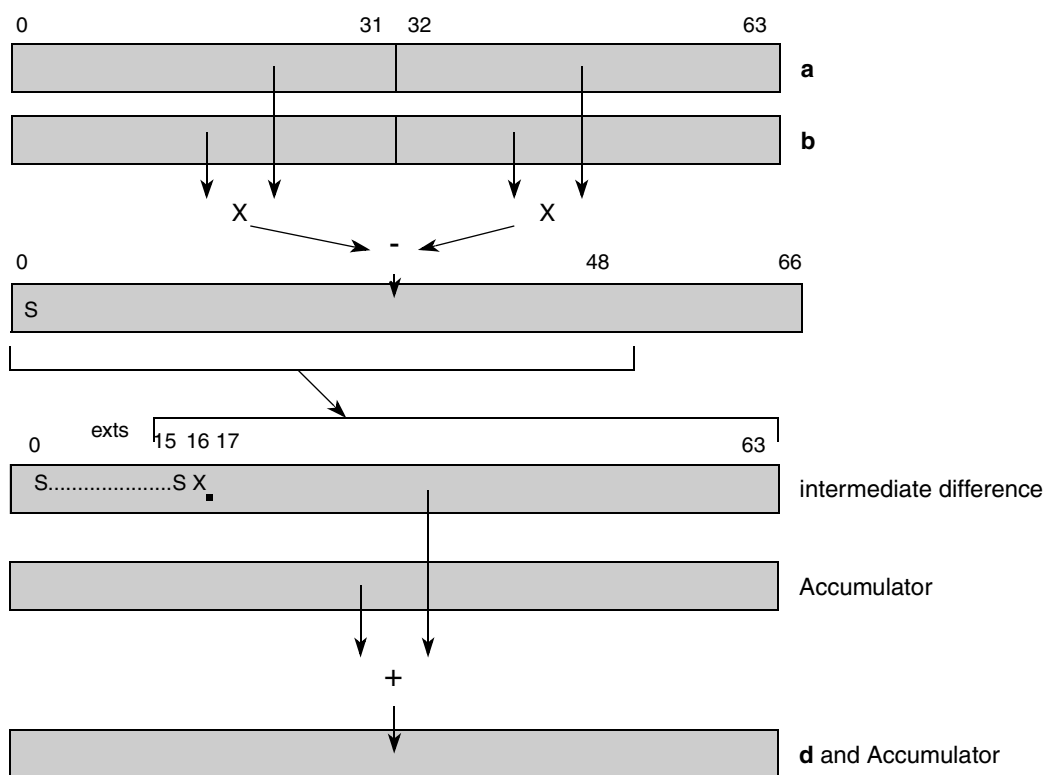 0 31 32 63
a
b
X X
-
0 48 66
S
exts
0 15 16 17 63
S.....................S X.
intermediate difference
Accumulator
+
d and Accumulator